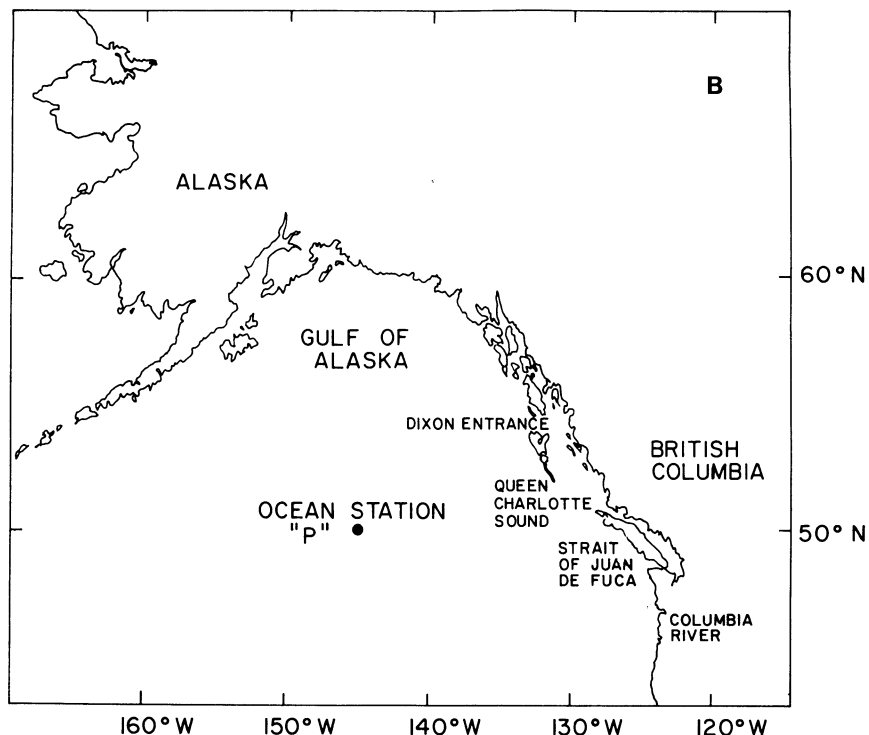 B
ALASKA
60°N
GULF OF
ALASKA
DIXON ENTRANCE
BRITISH
COLUMBIA
QUEEN
CHARLOTTE
SOUND
OCEAN STATION
"P"
50°N
STRAIT
OF JUAN
DE FUCA
COLUMBIA
RIVER
160°W 150°W 140°W 130°W 120°W